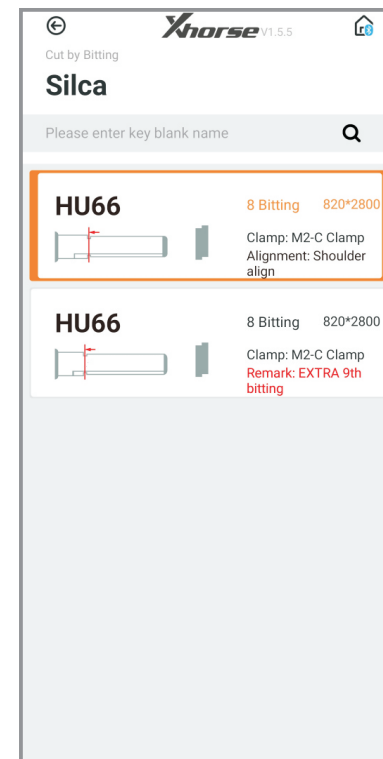 Xhorse V1.5.5
Cut by Bitting
Silca
Please enter key blank name
HU66
8 Bitting 820*2800
Clamp: M2-C Clamp
Alignment: Shoulder
align
HU66
8 Bitting 820*2800
Clamp: M2-C Clamp
Remark: EXTRA 9th
bitting